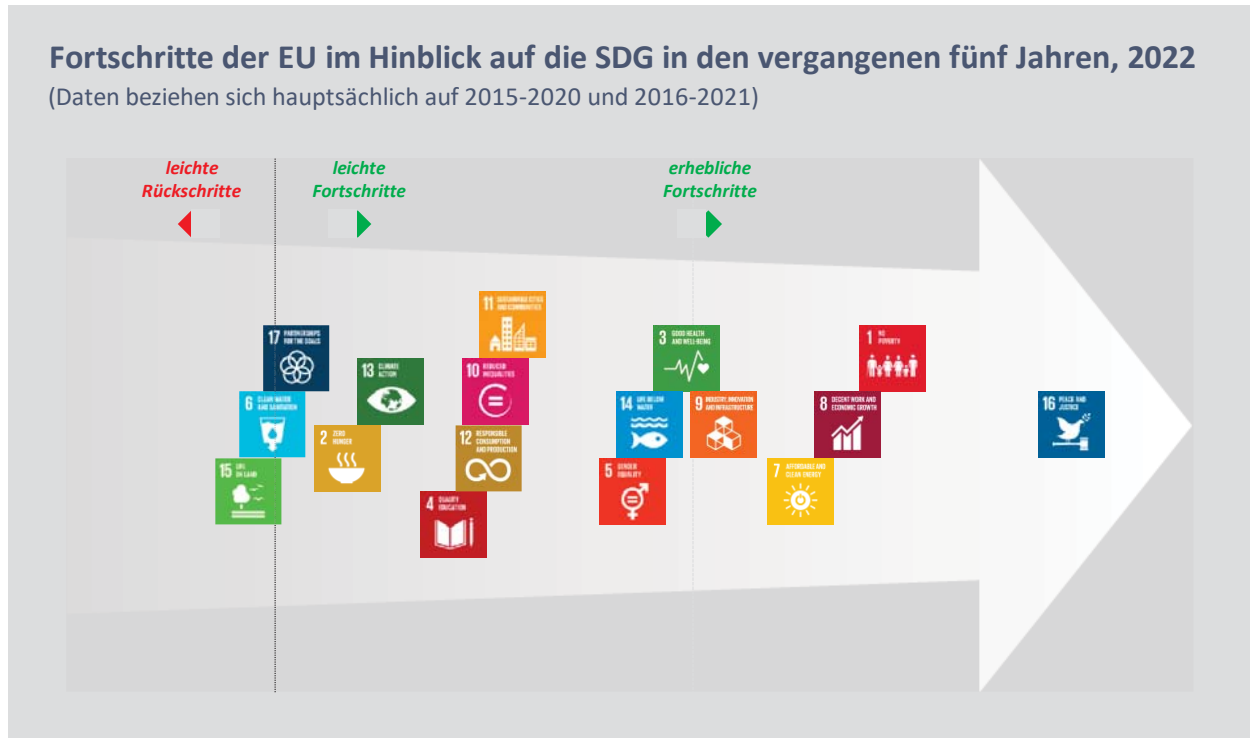 Fortschritte der EU im Hinblick auf die SDG in den vergangenen fünf Jahren, 2022
(Daten beziehen sich hauptsächlich auf 2015-2020 und 2016-2021)
leichte
Rückschritte
leichte
Fortschritte
erhebliche
Fortschritte
11 SUSTAINABLE CITIES
AND COMMUNITIES
17 PARTNERSHIPS
FOR THE GOALS
3 GOOD HEALTH
AND WELL-BEING
1 NO
POVERTY
13 CLIMATE
ACTION
10 REDUCED
INEQUALITIES
6 CLEAN WATER
AND SANITATION
14 LIFE BELOW
WATER
9 INDUSTRY, INNOVATION
AND INFRASTRUCTURE
8 DECENT WORK AND
ECONOMIC GROWTH
16 PEACE AND
JUSTICE
2 ZERO
HUNGER
12 RESPONSIBLE
CONSUMPTION
AND PRODUCTION
15 LIFE
ON LAND
5 GENDER
EQUALITY
7 AFFORDABLE AND
CLEAN ENERGY
4 QUALITY
EDUCATION